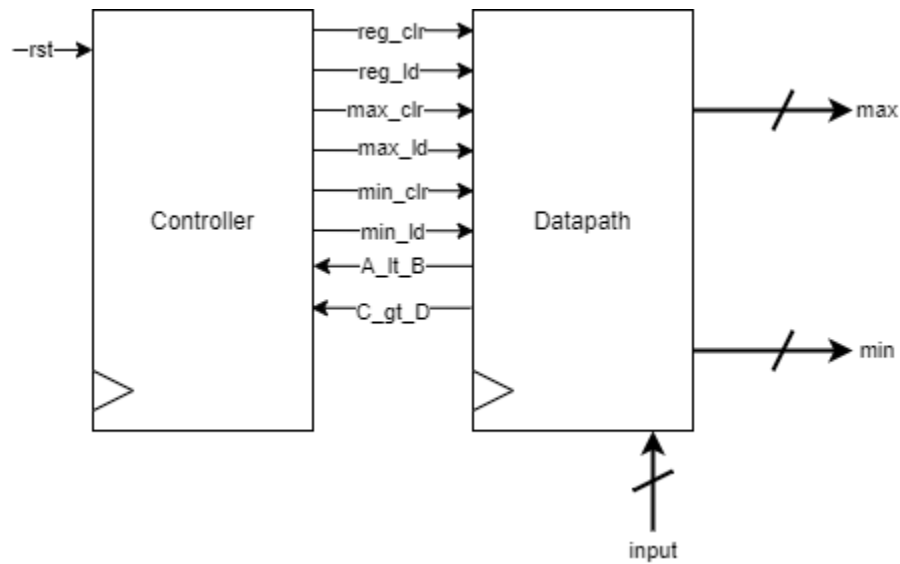 rst
reg_clr
reg_ld
max_clr
max_ld
min_clr
min_ld
A_lt_B
C_gt_D
Controller
Datapath
max
min
input